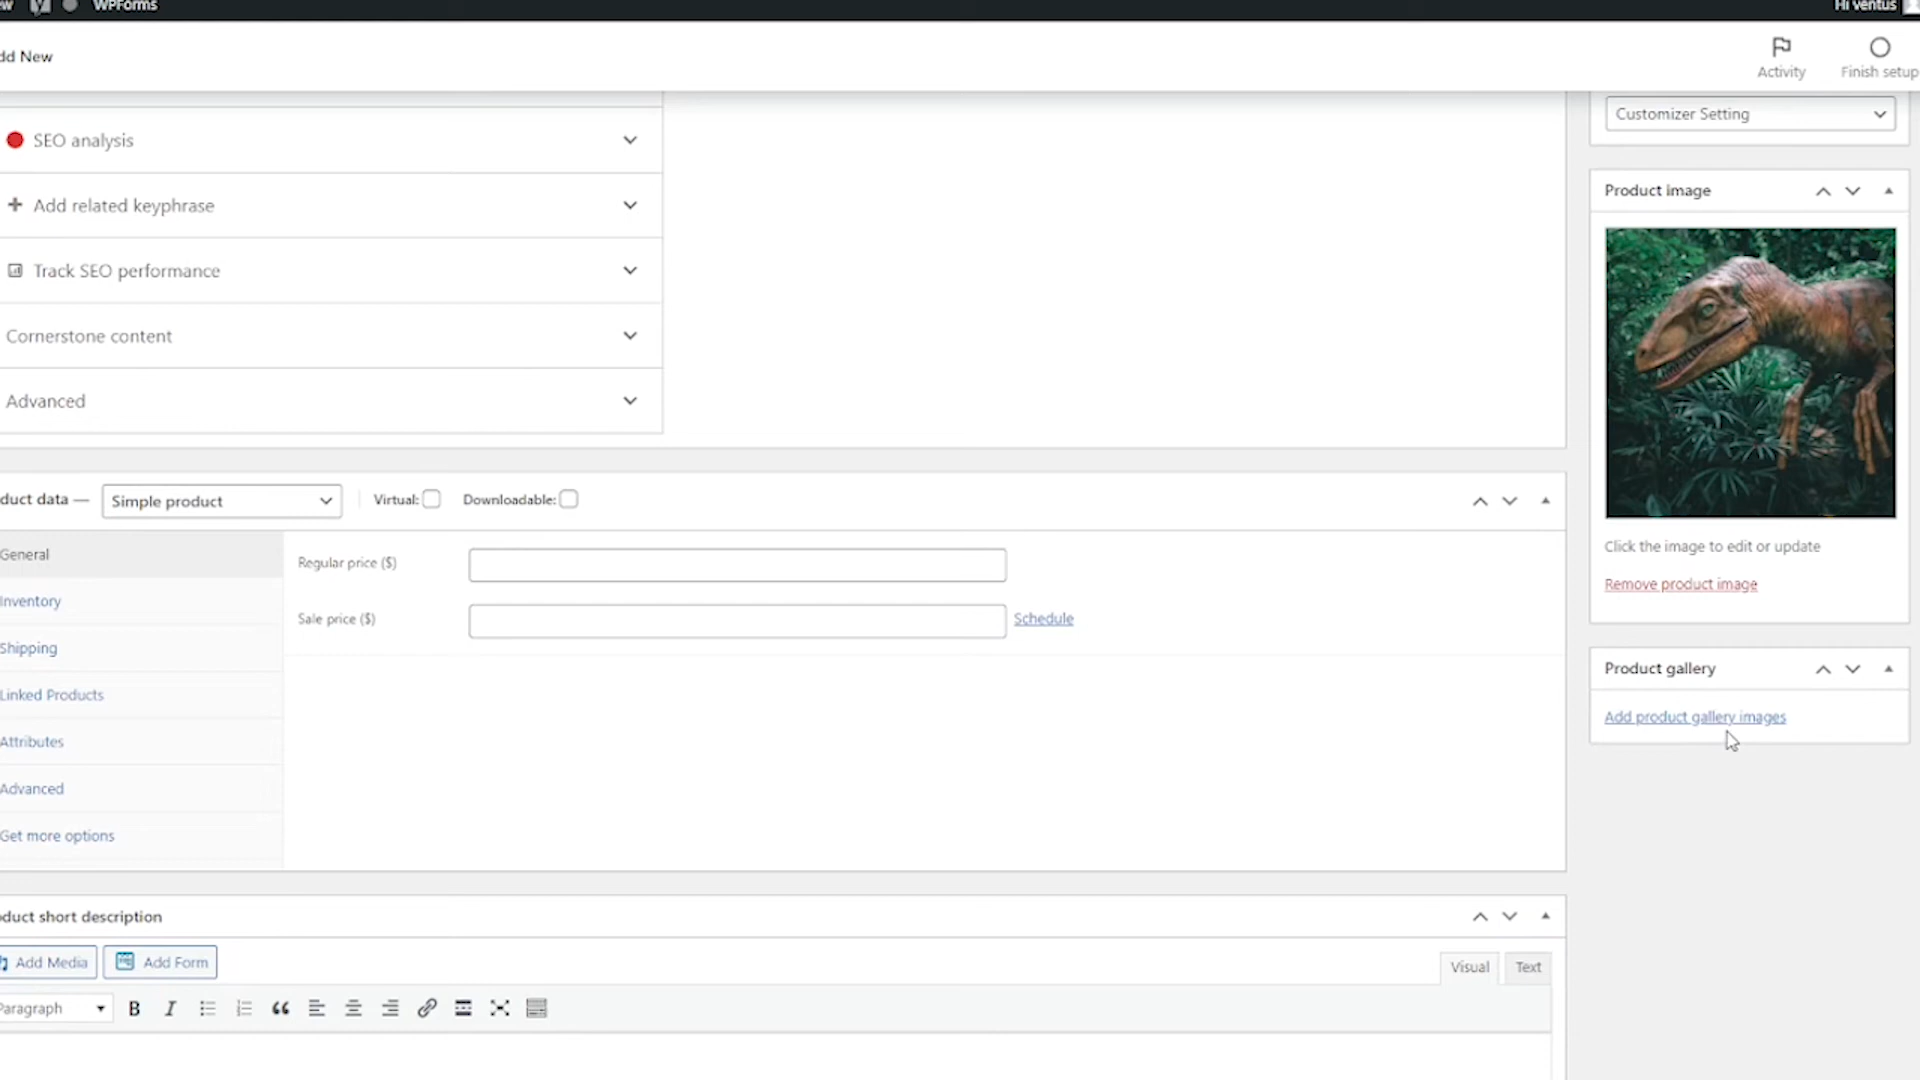 WPForms
Hi ventus
dd New
Activity
Finish setup
SEO analysis
Add related keyphrase
Track SEO performance
Cornerstone content
Advanced
Customizer Setting
Product image
Click the image to edit or update
Remove product image
Product gallery
Add product gallery images
duct data —
Simple product
Virtual:
Downloadable:
General
Inventory
Shipping
Linked Products
Attributes
Advanced
Get more options
Regular price ($)
Sale price ($)
Schedule
oduct short description
Add Media
Add Form
Visual
Text
Paragraph
B
I